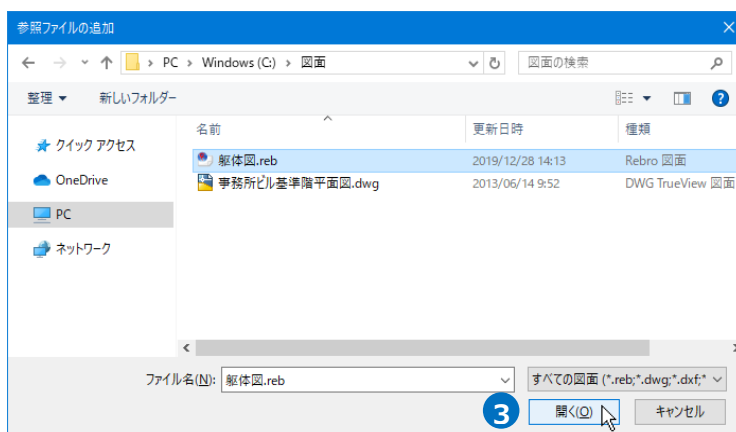 参照ファイルの追加
PC › Windows (C:) › 図面
図面の検索
整理 新しいフォルダー
?
名前 更新日時 種類
クイック アクセス
躯体図.reb 2019/12/28 14:13 Rebro 図面
OneDrive
事務所ビル基準階平面図.dwg 2013/06/14 9:52 DWG TrueView 図面
PC
ネットワーク
ファイル名(N): 躯体図.reb すべての図面 (*.reb;*.dwg;*.dxf;*
3 開く(O) キャンセル